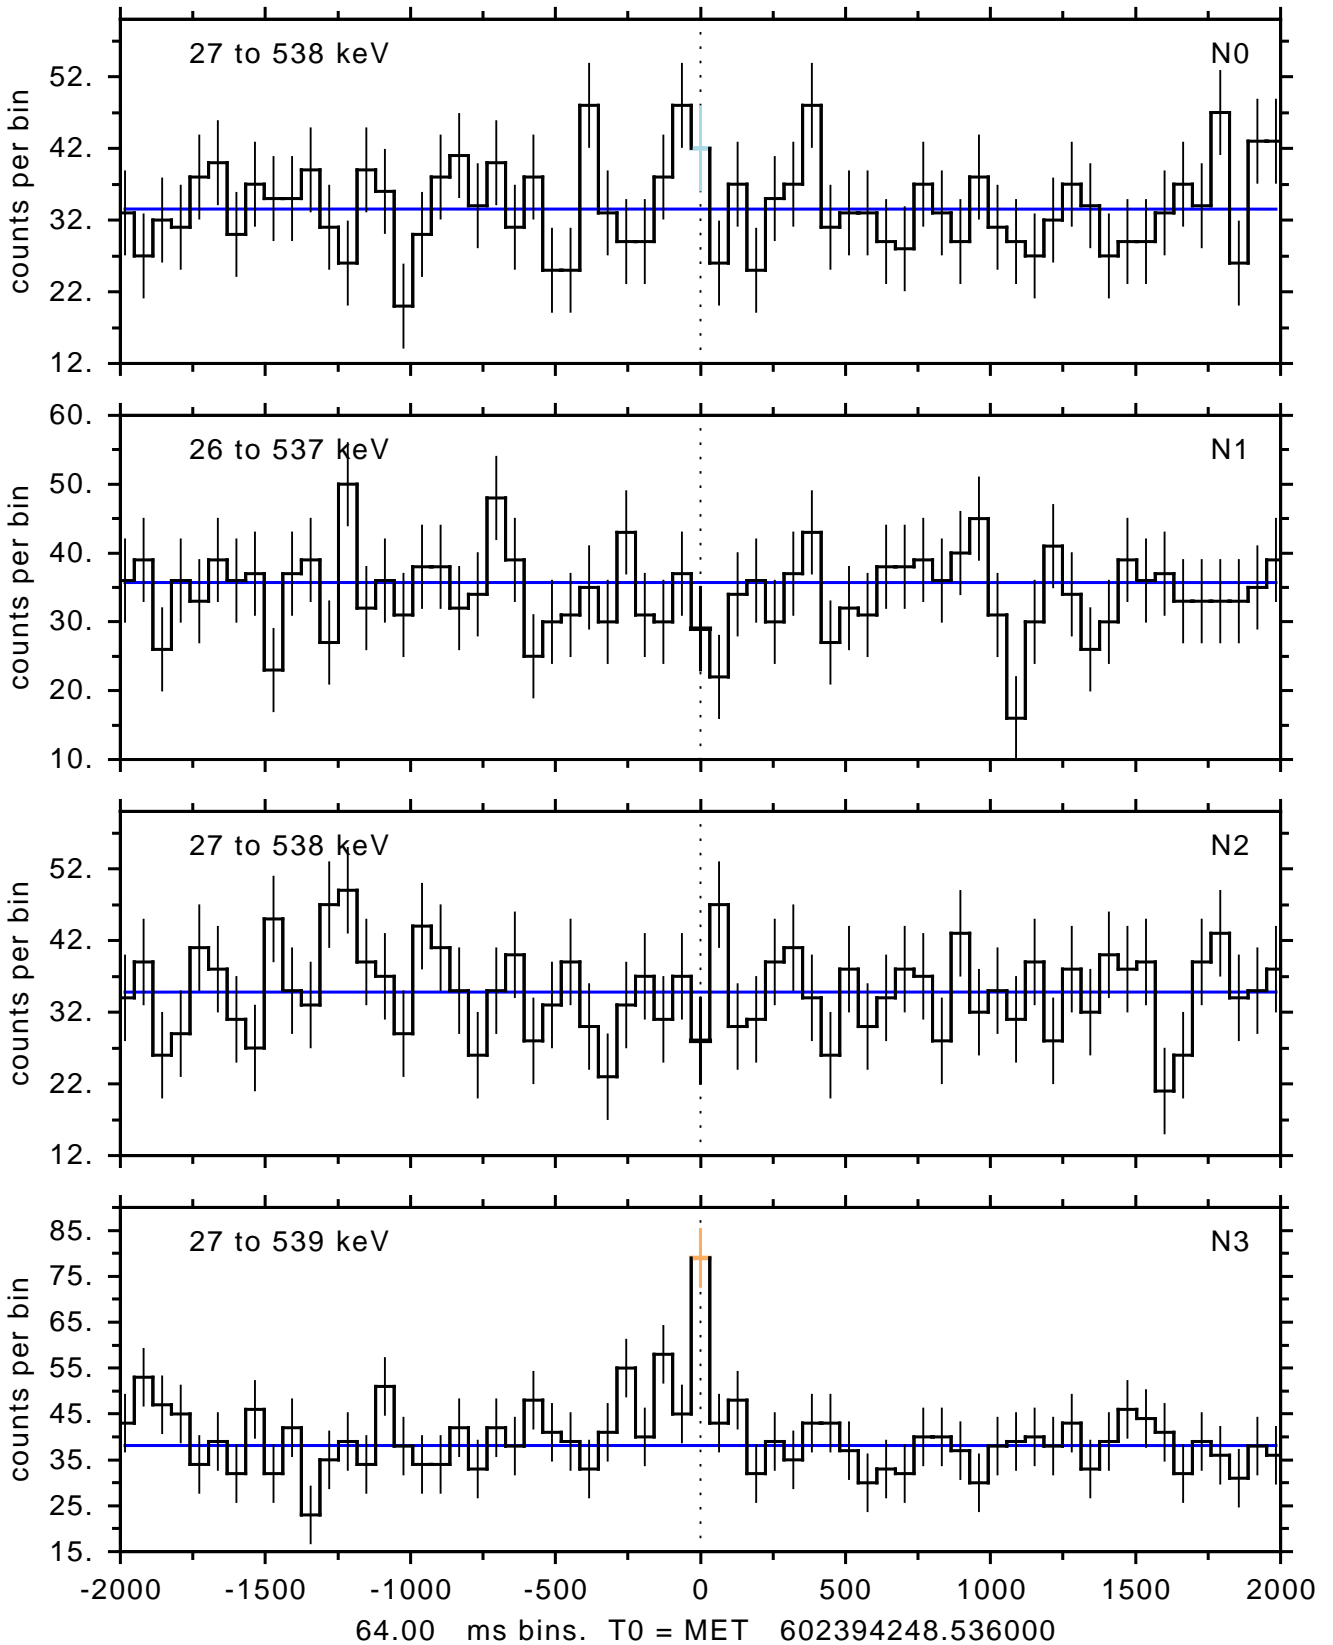 27 to 538 keV N0
counts per bin
52.
42.
32.
22.
12.
26 to 537 keV N1
counts per bin
60.
50.
40.
30.
20.
10.
27 to 538 keV N2
counts per bin
52.
42.
32.
22.
12.
27 to 539 keV N3
counts per bin
85.
75.
65.
55.
45.
35.
25.
15.
-2000 -1500 -1000 -500 0 500 1000 1500 2000
64.00 ms bins. T0 = MET 602394248.536000